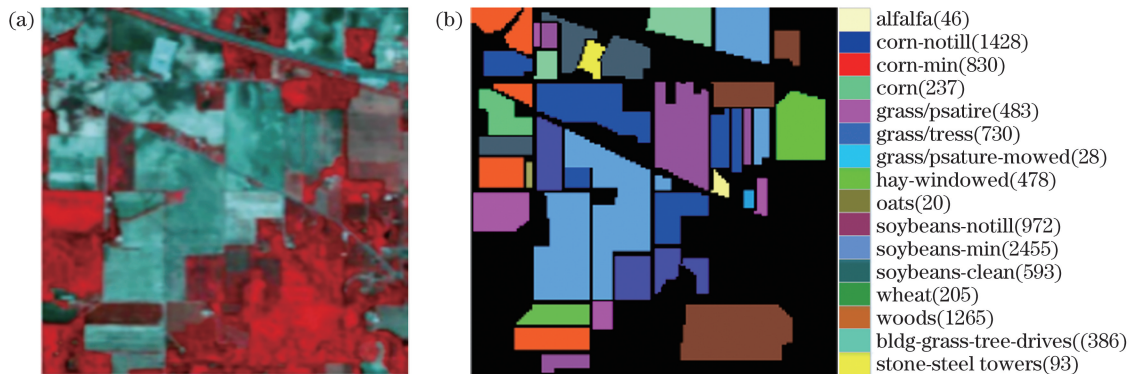 (a)
(b)
alfalfa(46)
corn-notill(1428)
corn-min(830)
corn(237)
grass/psatire(483)
grass/tress(730)
grass/psature-mowed(28)
hay-windowed(478)
oats(20)
soybeans-notill(972)
soybeans-min(2455)
soybeans-clean(593)
wheat(205)
woods(1265)
bldg-grass-tree-drives((386)
stone-steel towers(93)